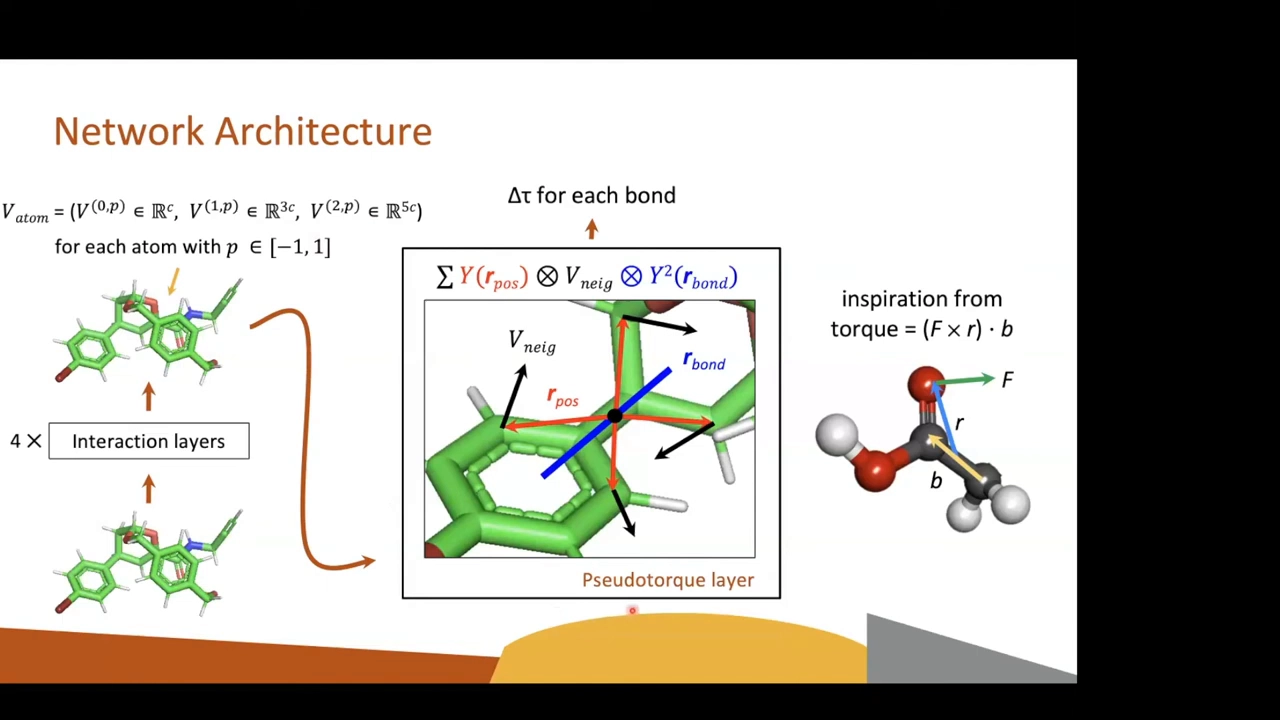 Network Architecture
V_atom = (V^(0,p) ∈ ℝ^c, V^(1,p) ∈ ℝ^3c, V^(2,p) ∈ ℝ^5c)
for each atom with p ∈ [−1, 1]
4 × Interaction layers
Δτ for each bond
∑ Y(r_pos) ⊗ V_neig ⊗ Y²(r_bond)
V_neig
r_bond
r_pos
Pseudotorque layer
inspiration from
torque = (F × r) · b
F
r
b